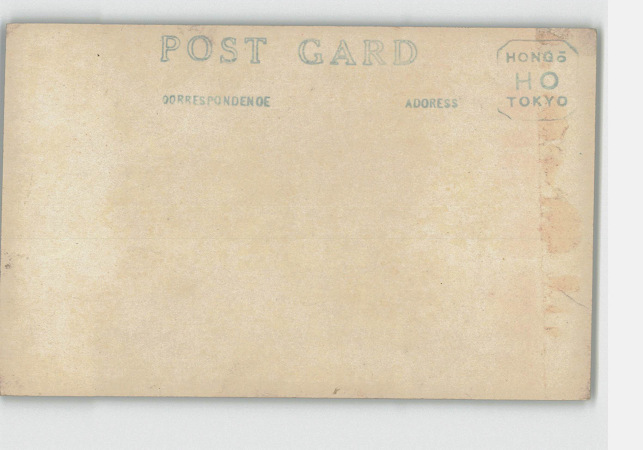 POST CARD
CORRESPONDENCE
ADDRESS
HONGŌ
HO
TOKYO